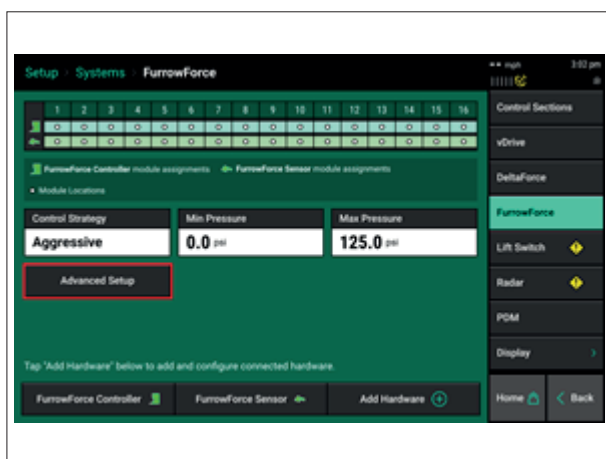 Setup > Systems > FurrowForce
mph
3:02 pm
1 2 3 4 5 6 7 8 9 10 11 12 13 14 15 16
FurrowForce Controller module assignments
FurrowForce Sensor module assignments
Module Locations
Control Strategy
Aggressive
Min Pressure
0.0 psi
Max Pressure
125.0 psi
Advanced Setup
Tap "Add Hardware" below to add and configure connected hardware.
FurrowForce Controller
FurrowForce Sensor
Add Hardware
Control Sections
vDrive
DeltaForce
FurrowForce
Lift Switch
Radar
PDM
Display >
Home
< Back